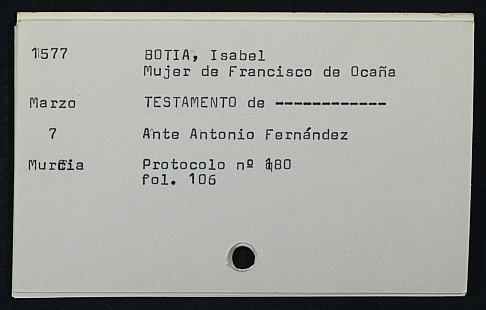 1577 BOTIA, Isabel
Mujer de Francisco de Ocaña
Marzo TESTAMENTO de ------------
7 Ante Antonio Fernández
Murcia Protocolo nº 180
fol. 106